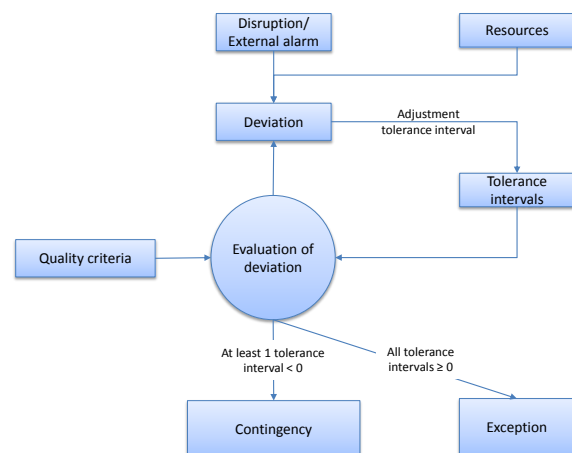 Disruption/
External alarm
Resources
Deviation
Adjustment
tolerance interval
Tolerance
intervals
Quality criteria
Evaluation of
deviation
At least 1 tolerance
interval < 0
All tolerance
intervals ≥ 0
Contingency
Exception